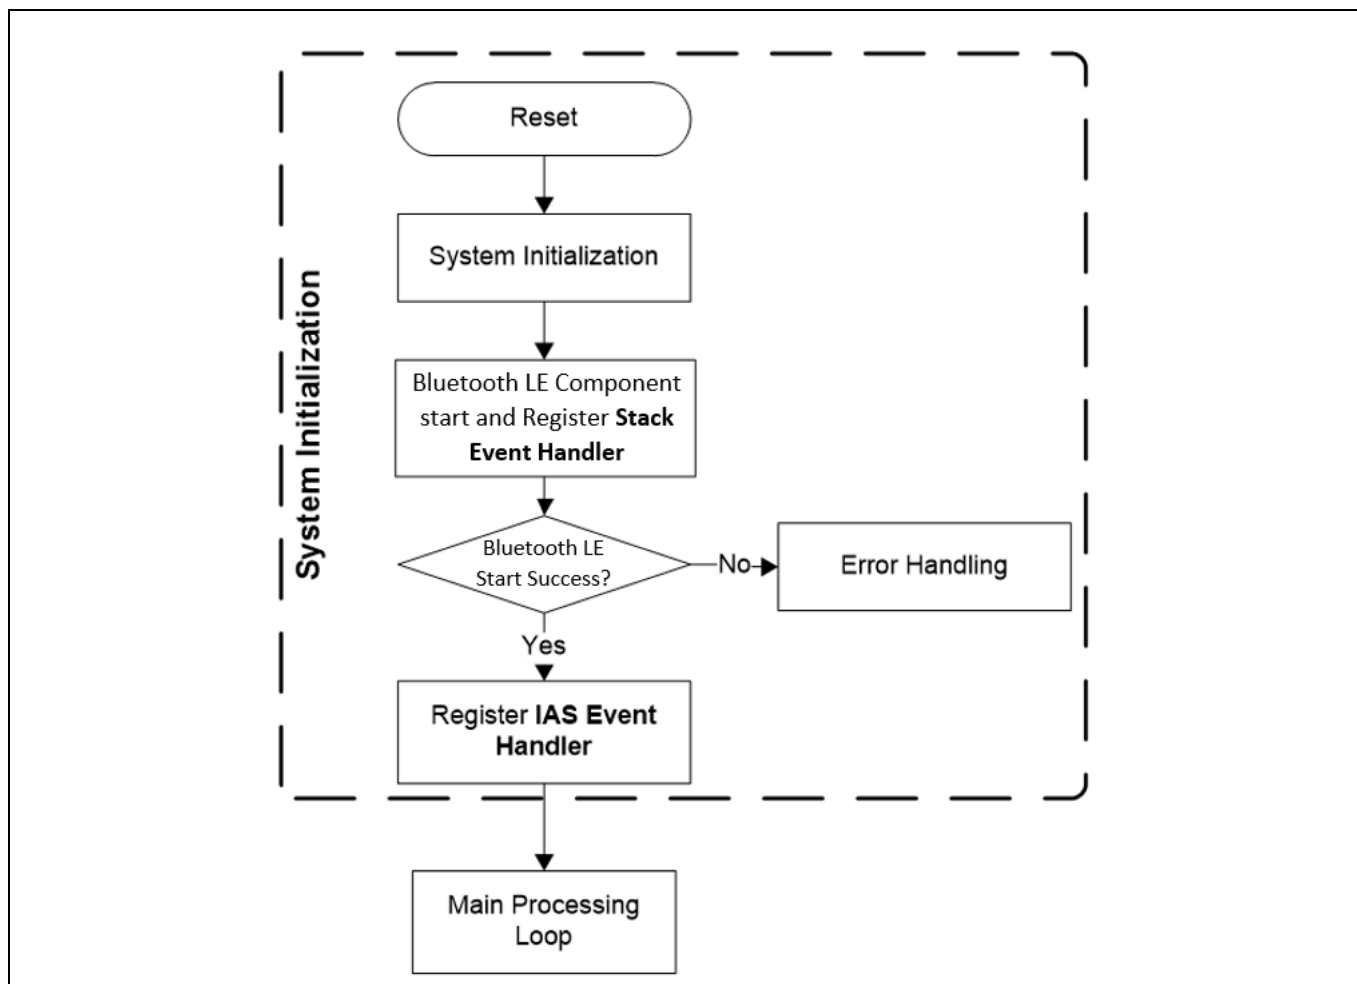 Reset
System Initialization
System Initialization
Bluetooth LE Component
start and Register Stack
Event Handler
Bluetooth LE
Start Success?
No
Error Handling
Yes
Register IAS Event
Handler
Main Processing
Loop